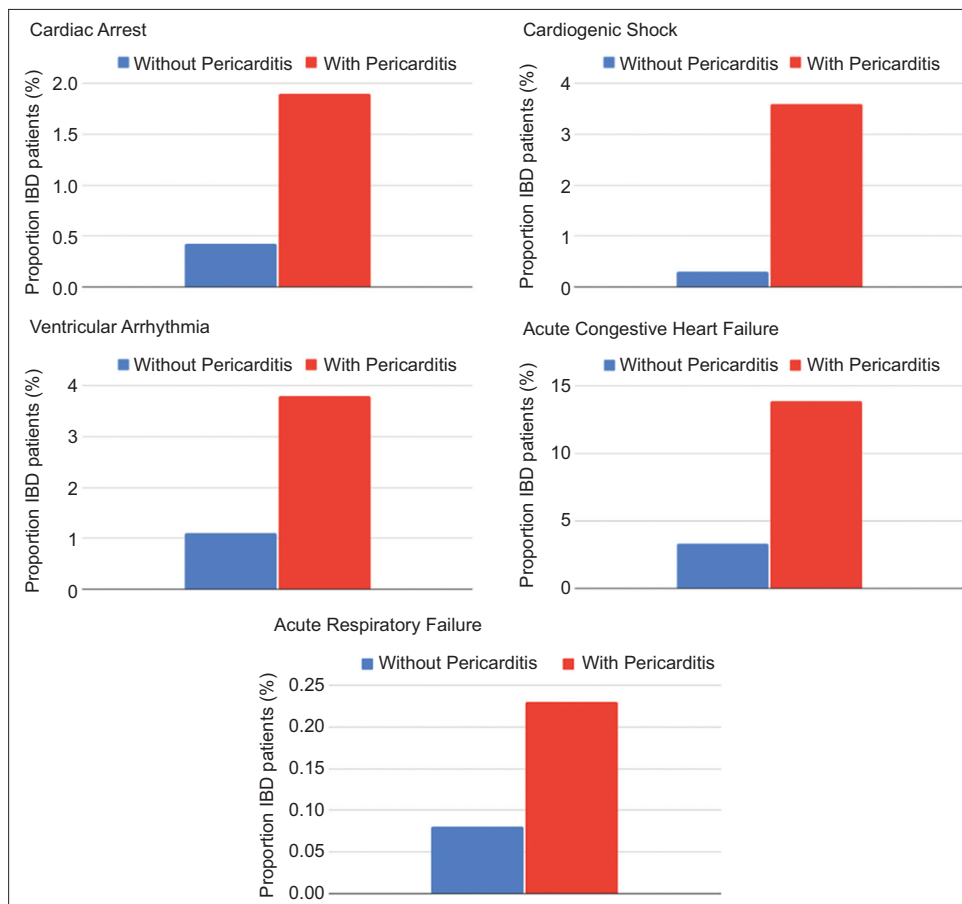 Cardiac Arrest
Without Pericarditis With Pericarditis
Proportion IBD patients (%)
2.0
1.5
1.0
0.5
0.0
Cardiogenic Shock
Without Pericarditis With Pericarditis
Proportion IBD patients (%)
4
3
2
1
0
Ventricular Arrhythmia
Without Pericarditis With Pericarditis
Proportion IBD patients (%)
4
3
2
1
0
Acute Congestive Heart Failure
Without Pericarditis With Pericarditis
Proportion IBD patients (%)
15
10
5
0
Acute Respiratory Failure
Without Pericarditis With Pericarditis
Proportion IBD patients (%)
0.25
0.20
0.15
0.10
0.05
0.00